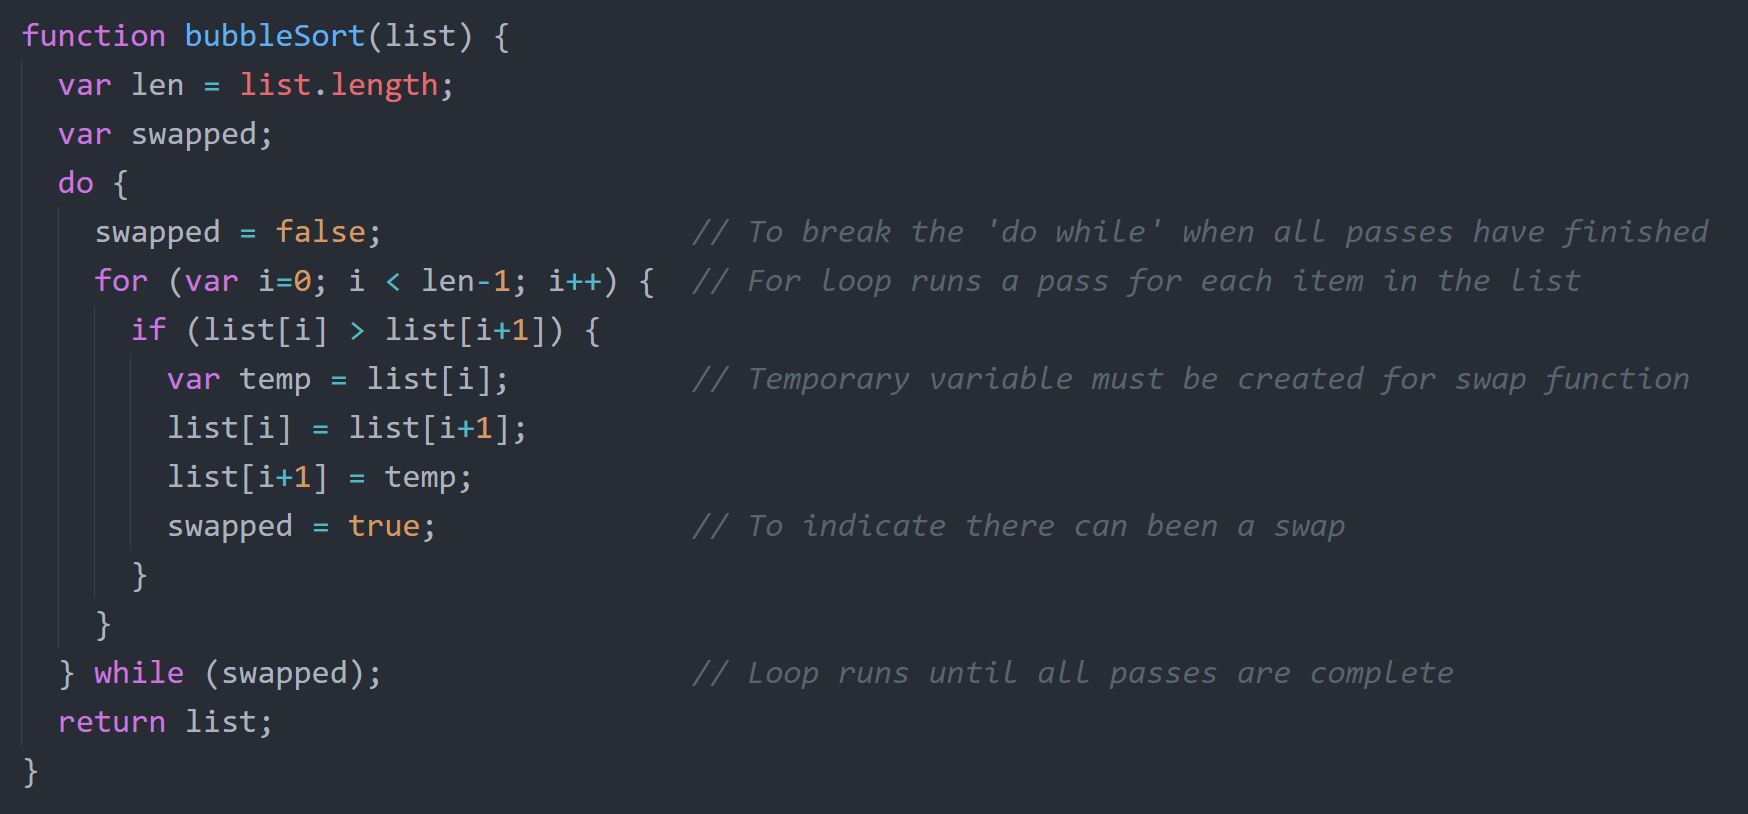 function bubbleSort(list) {
  var len = list.length;
  var swapped;
  do {
    swapped = false;                 // To break the 'do while' when all passes have finished
    for (var i=0; i < len-1; i++) {  // For loop runs a pass for each item in the list
      if (list[i] > list[i+1]) {
        var temp = list[i];          // Temporary variable must be created for swap function
        list[i] = list[i+1];
        list[i+1] = temp;
        swapped = true;              // To indicate there can been a swap
      }
    }
  } while (swapped);                 // Loop runs until all passes are complete
  return list;
}